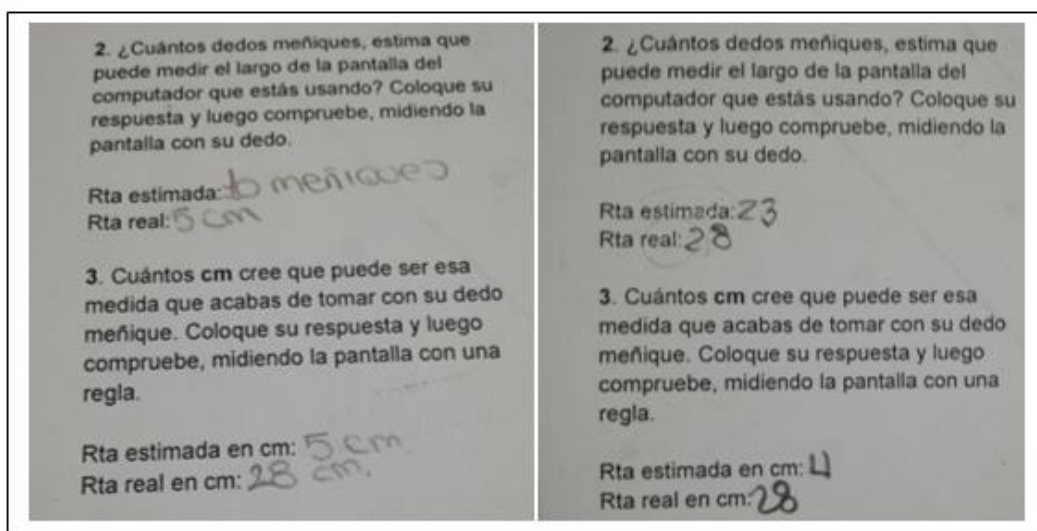 2. ¿Cuántos dedos meñiques, estima que
puede medir el largo de la pantalla del
computador que estás usando? Coloque su
respuesta y luego compruebe, midiendo la
pantalla con su dedo.
Rta estimada: meñiques
Rta real: 5 cm
3. Cuántos cm cree que puede ser esa
medida que acabas de tomar con su dedo
meñique. Coloque su respuesta y luego
compruebe, midiendo la pantalla con una
regla.
Rta estimada en cm: 5 cm
Rta real en cm: 28 cm.
2. ¿Cuántos dedos meñiques, estima que
puede medir el largo de la pantalla del
computador que estás usando? Coloque su
respuesta y luego compruebe, midiendo la
pantalla con su dedo.
Rta estimada: 23
Rta real: 28
3. Cuántos cm cree que puede ser esa
medida que acabas de tomar con su dedo
meñique. Coloque su respuesta y luego
compruebe, midiendo la pantalla con una
regla.
Rta estimada en cm: 4
Rta real en cm: 28